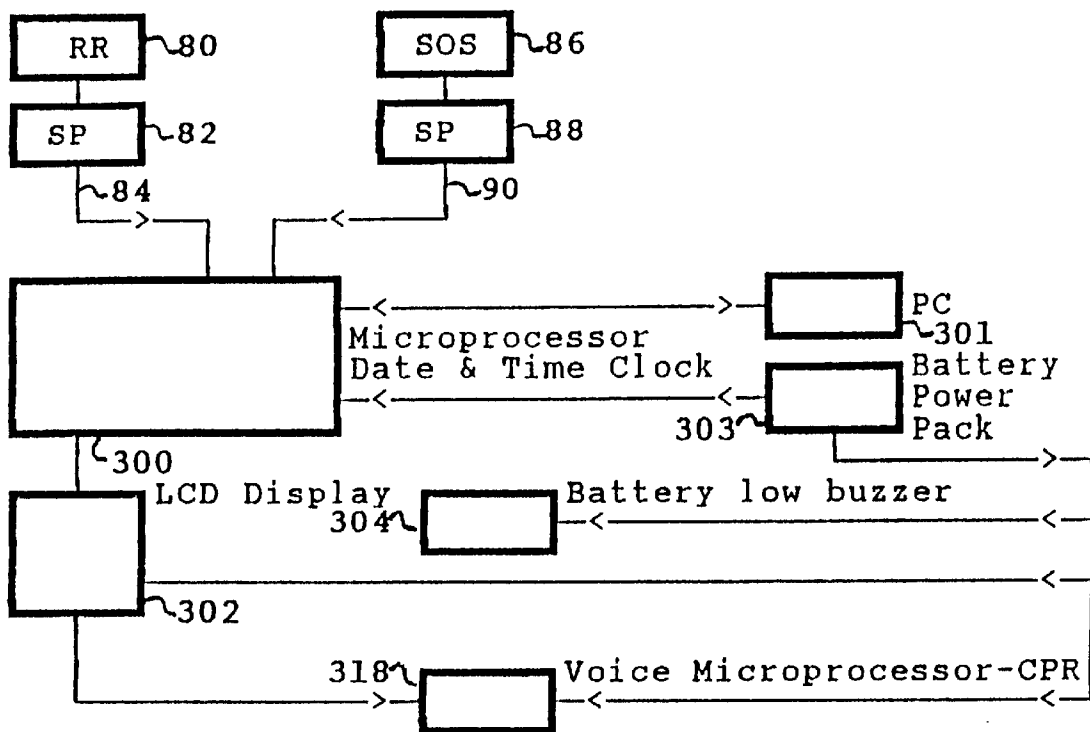 RR 80 SOS 86
SP 82 SP 88
84 90
PC
301
Microprocessor
Date & Time Clock
Battery
Power
Pack
303
300
LCD Display
304
Battery low buzzer
302
318
Voice Microprocessor-CPR